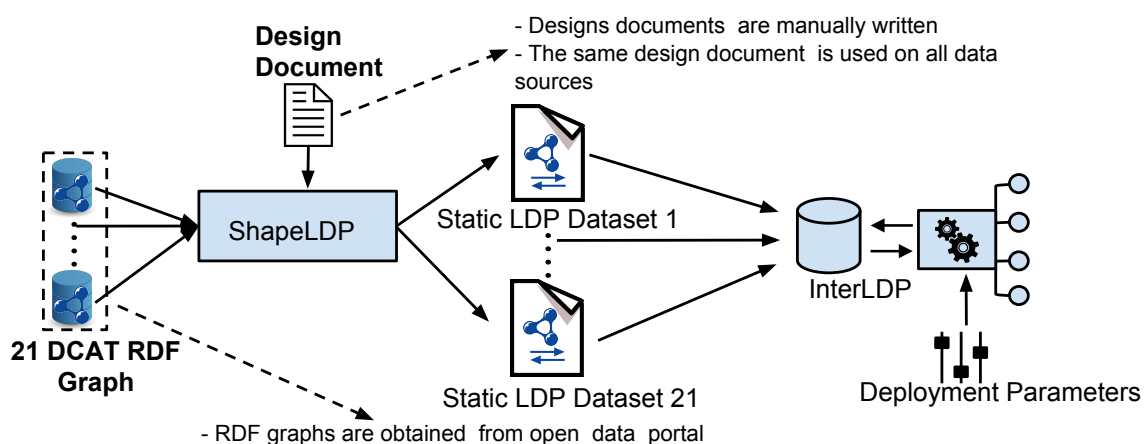 - Designs documents are manually written
- The same design document is used on all data
sources
Design
Document
ShapeLDP
Static LDP Dataset 1
InterLDP
21 DCAT RDF
Graph
Static LDP Dataset 21
Deployment Parameters
- RDF graphs are obtained from open data portal